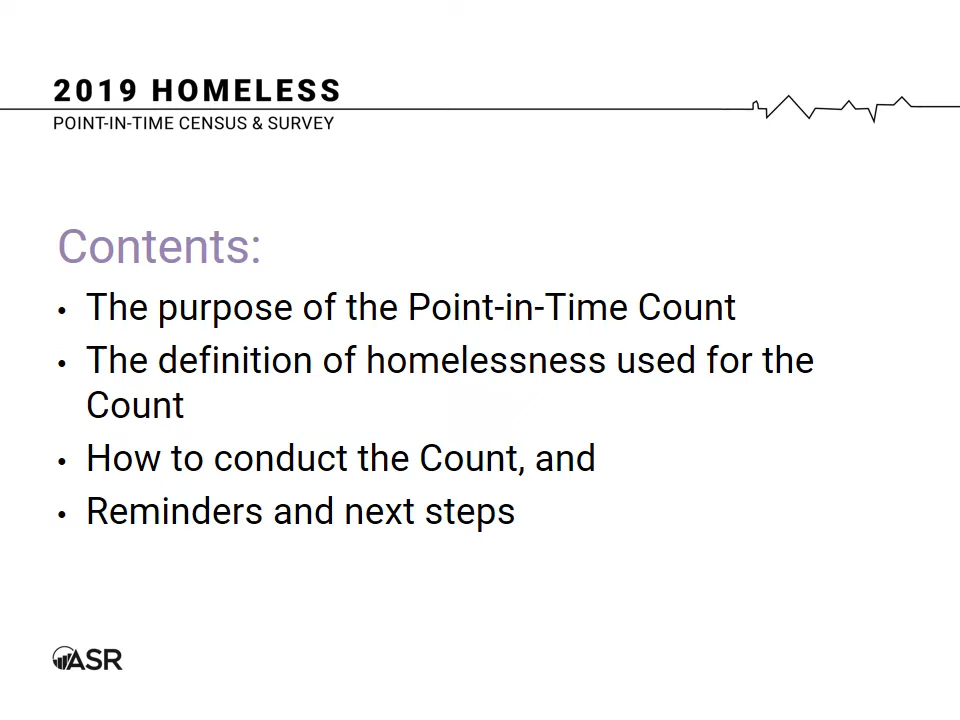 2019 HOMELESS
POINT-IN-TIME CENSUS & SURVEY
Contents:
• The purpose of the Point-in-Time Count
• The definition of homelessness used for the
Count
• How to conduct the Count, and
• Reminders and next steps
ASR